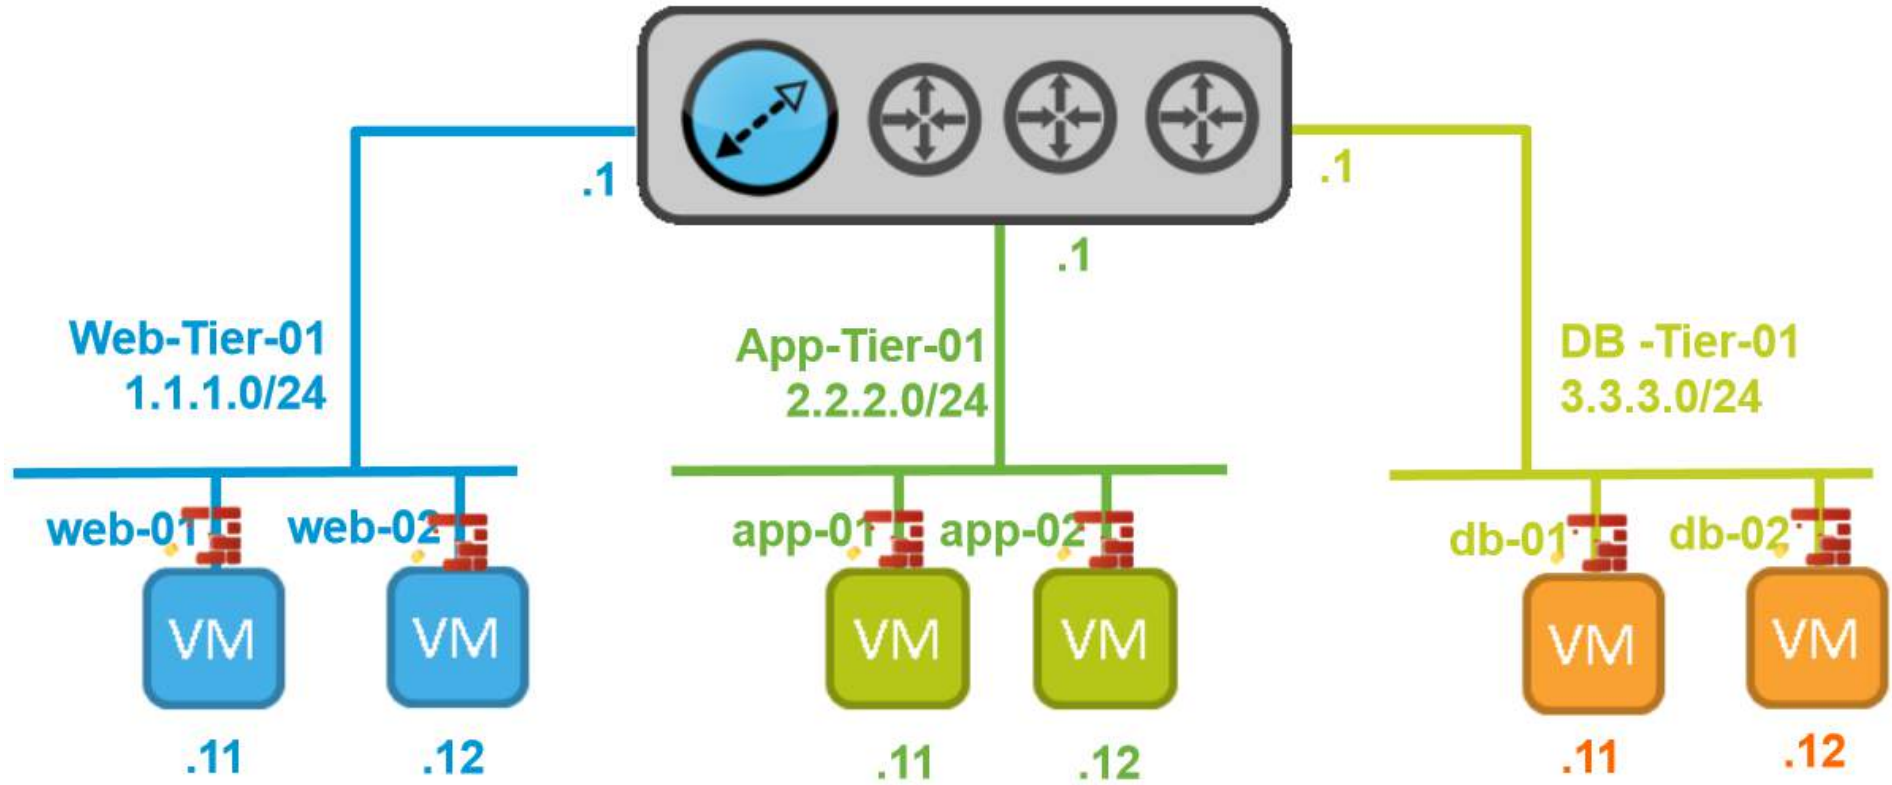 .1
.1
.1
Web-Tier-01
1.1.1.0/24
App-Tier-01
2.2.2.0/24
DB -Tier-01
3.3.3.0/24
web-01
web-02
app-01
app-02
db-01
db-02
VM
VM
VM
VM
VM
VM
.11
.12
.11
.12
.11
.12